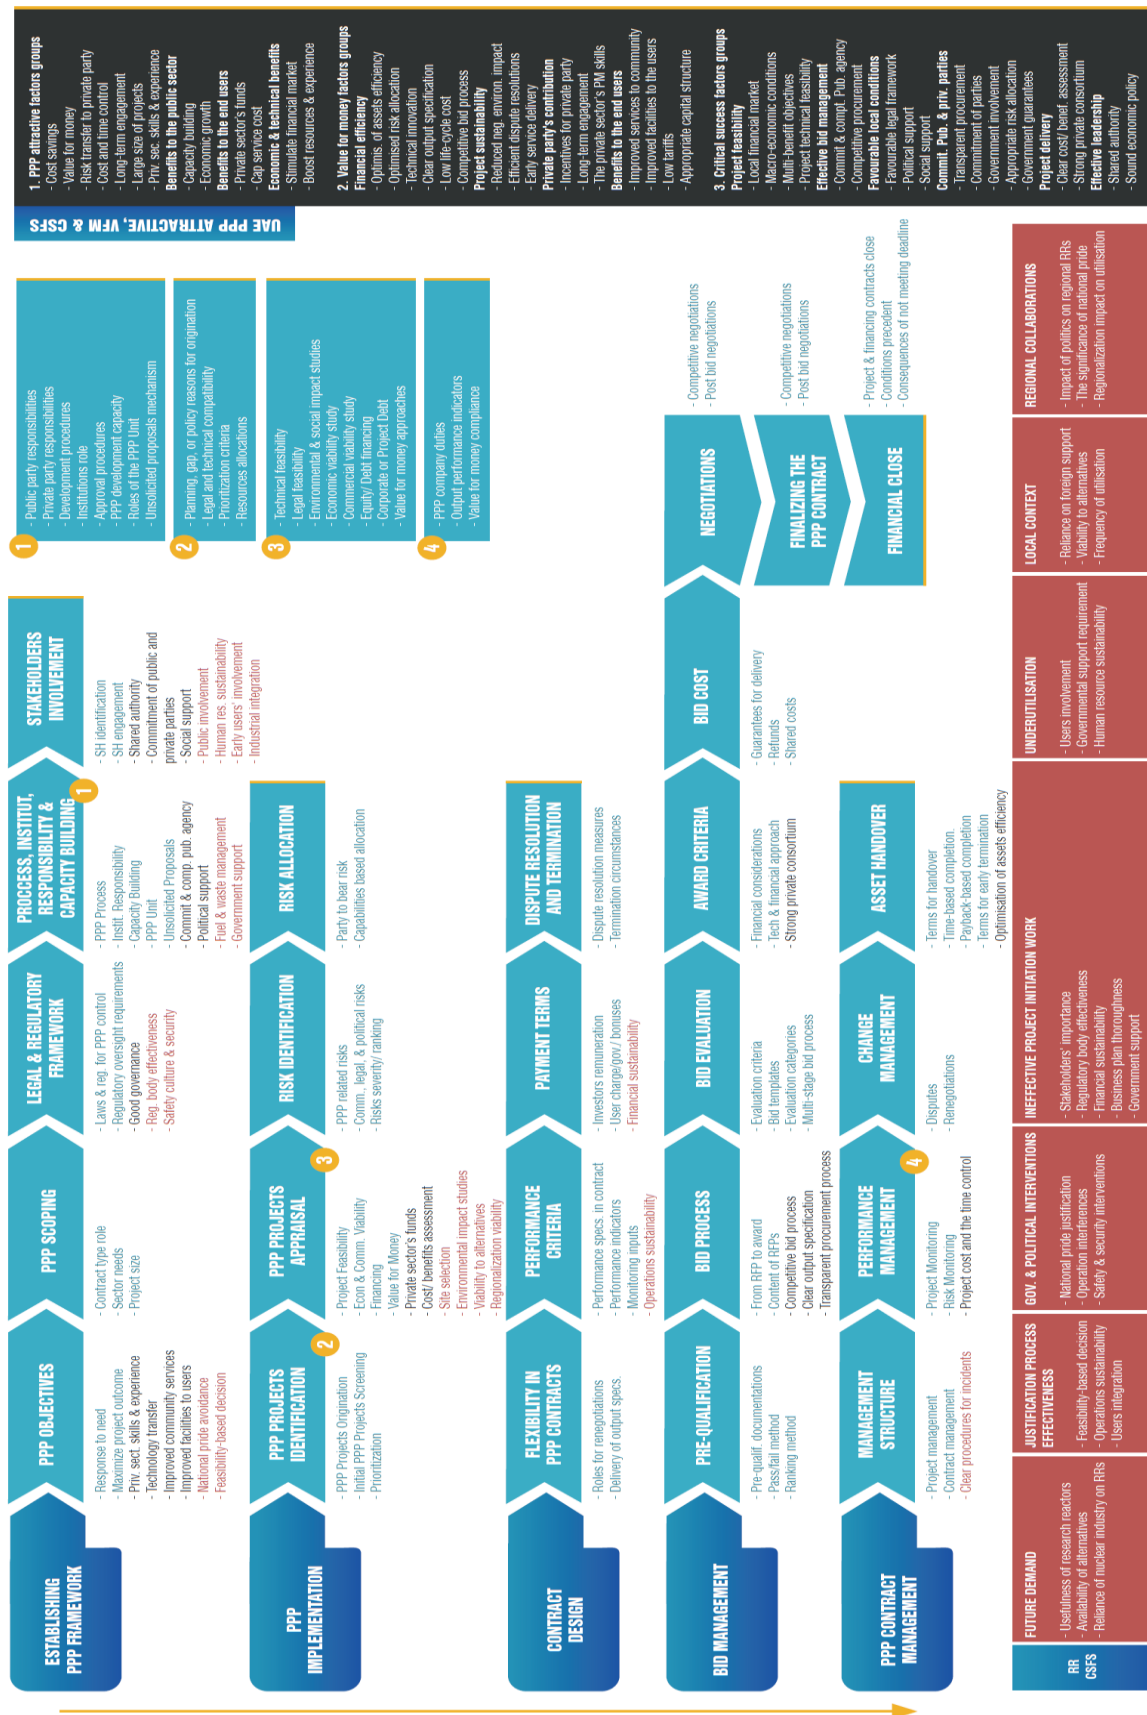 ESTABLISHING
PPP FRAMEWORK
PPP OBJECTIVES
- Response to need
- Maximize project outcome
- Priv. sect. skills & experience
- Technology transfer
- Improved community services
- Improved facilities to users
- National pride avoidance
- Feasibility-based decision
PPP SCOPING
- Contract type role
- Sector needs
- Project size
LEGAL & REGULATORY
FRAMEWORK
- Laws & reg. for PPP control
- Regulatory oversight requirements
- Good governance
- Reg. body effectiveness
- Safety culture & security
PROCESS, INSTITUT,
RESPONSIBILITY &
CAPACITY BUILDING
1
- PPP Process
- Instit. Responsibility
- Capacity Building
- PPP Unit
- Unsolicited Proposals
- Commit & comp. pub. agency
- Political support
- Fuel & waste management
- Government support
STAKEHOLDERS
INVOLVEMENT
- SH identification
- SH engagement
- Shared authority
- Commitment of public and
private parties
- Social support
- Public involvement
- Human res. sustainability
- Early users' involvement
- Industrial integration
PPP
IMPLEMENTATION
PPP PROJECTS
IDENTIFICATION
2
- PPP Projects Origination
- Initial PPP Projects Screening
- Prioritization
PPP PROJECTS
APPRAISAL
3
- Project Feasibility
- Econ & Comm. Viability
- Financing
- Value for Money
- Private sector's funds
- Cost/ benefits assessment
- Site selection
- Environmental impact studies
- Viability to alternatives
- Regionalization viability
RISK IDENTIFICATION
- PPP related risks
- Comm, legal, & political risks
- Risks severity/ ranking
RISK ALLOCATION
- Party to bear risk
- Capabilities based allocation
CONTRACT
DESIGN
FLEXIBILITY IN
PPP CONTRACTS
- Roles for renegotiations
- Delivery of output specs.
PERFORMANCE
CRITERIA
- Performance specs. in contract
- Performance indicators
- Monitoring inputs
- Operations sustainability
PAYMENT TERMS
- Investors remuneration
- User charge/gov./ bonuses
- Financial sustainability
DISPUTE RESOLUTION
AND TERMINATION
- Dispute resolution measures
- Termination circumstances
BID MANAGEMENT
PRE-QUALIFICATION
- Pre-qualif. documentations
- Pass/fail method
- Ranking method
BID PROCESS
- From RFP to award
- Content of RFPs
- Competitive bid process
- Clear output specification
- Transparent procurement process
BID EVALUATION
- Evaluation criteria
- Bid templates
- Evaluation categories
- Multi-stage bid process
AWARD CRITERIA
- Financial considerations
- Tech & financial approach
- Strong private consortium
BID COST
- Guarantees for delivery
- Refunds
- Shared costs
NEGOTIATIONS
- Competitive negotiations
- Post bid negotiations
FINALIZING THE
PPP CONTRACT
- Competitive negotiations
- Post bid negotiations
FINANCIAL CLOSE
- Project & financing contracts close
- Conditions precedent
- Consequences of not meeting deadline
PPP CONTRACT
MANAGEMENT
MANAGEMENT
STRUCTURE
- Project management
- Contract management
- Clear procedures for incidents
PERFORMANCE
MANAGEMENT
4
- Project Monitoring
- Risk Monitoring
- Project cost and the time control
CHANGE
MANAGEMENT
- Disputes
- Renegotiations
ASSET HANDOVER
- Terms for handover
- Time-based completion.
- Payback-based completion
- Terms for early termination
- Optimisation of assets efficiency
1
- Public party responsibilities
- Private party responsibilities
- Development procedures
- Institutions role
- Approval procedures
- PPP development capacity
- Roles of the PPP Unit
- Unsolicited proposals mechanism
2
- Planning, gap, or policy reasons for origination
- Legal and technical compatibility
- Prioritization criteria
- Resources allocations
3
- Technical feasibility
- Legal feasibility
- Environmental & social impact studies
- Economic viability study
- Commercial viability study
- Equity/ Debt financing
- Corporate or Project Debt
- Value for money approaches
4
- PPP company duties
- Output performance indicators
Value for money compliance
UAE PPP ATTRACTIVE, VFM & CSFS
1. PPP attractive factors groups
- Cost savings
- Value for money
- Risk transfer to private party
- Cost and time control
- Long-term engagement
- Large size of projects
- Priv. sec. skills & experience
Benefits to the public sector
- Capacity building
- Economic growth
Benefits to the end users
- Private sector's funds
- Cap service cost
Economic & technical benefits
- Stimulate financial market
- Boost resources & experience
2. Value for money factors groups
Financial efficiency
- Optimis. of assets efficiency
- Optimised risk allocation
- Technical innovation
- Clear output specification
- Low life-cycle cost
- Competitive bid process
Project sustainability
- Reduced neg. environ. impact
- Efficient dispute resolutions
- Early service delivery
Private party's contribution
- Incentives for private party
- Long-term engagement
- The private sector's PM skills
Benefits to the end users
- Improved services to community
- Improved facilities to the users
- Low tariffs
- Appropriate capital structure
3. Critical success factors groups
Project feasibility
- Local financial market
- Macro-economic conditions
- Multi-benefit objectives
- Project technical feasibility
Effective bid management
- Commit & compt. Pub. agency
- Competitive procurement
Favourable local conditions
- Favourable legal framework
- Political support
- Social support
Commit. Pub. & priv. parties
- Transparent procurement
- Commitment of parties
- Government involvement
- Appropriate risk allocation
- Government guarantees
Project delivery
- Clear cost/ benef. assessment
- Strong private consortium
Effective leadership
- Shared authority
- Sound economic policy
RR
CSFS
FUTURE DEMAND
- Usefulness of research reactors
- Availability of alternatives
- Reliance of nuclear industry on RRs
JUSTIFICATION PROCESS
EFFECTIVENESS
- Feasibility-based decision
- Operations sustainability
- Users integration
GOV. & POLITICAL INTERVENTIONS
- National pride justification
- Operation interferences
- Safety & security interventions
INEFFECTIVE PROJECT INITIATION WORK
- Stakeholders' importance
- Regulatory body effectiveness
- Financial sustainability
- Business plan thoroughness
- Government support
UNDERUTILISATION
- Users involvement
- Governmental support requirement
- Human resource sustainability
LOCAL CONTEXT
- Reliance on foreign support
- Viability to alternatives
- Frequency of utilisation
REGIONAL COLLABORATIONS
- Impact of politics on regional RRs
- The significance of national pride
- Regionalization impact on utilisation